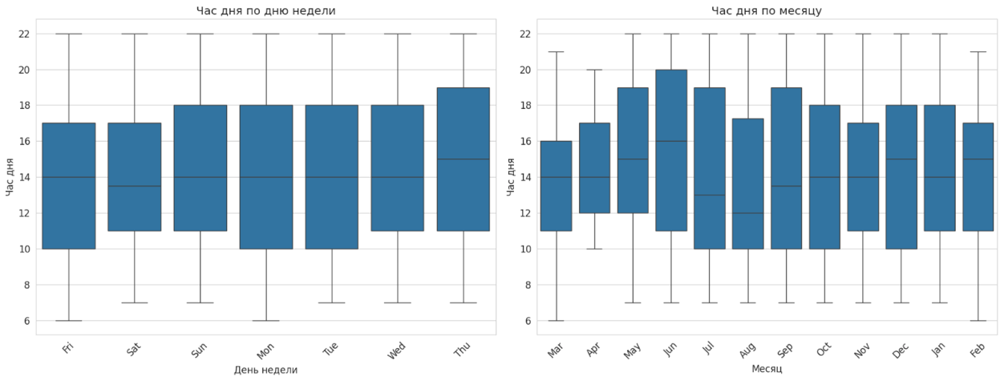 Час дня по дню недели
Час дня
22
20
18
16
14
12
10
8
6
Fri Sat Sun Mon Tue Wed Thu
День недели
Час дня по месяцу
Час дня
22
20
18
16
14
12
10
8
6
Mar Apr May Jun Jul Aug Sep Oct Nov Dec Jan Feb
Месяц